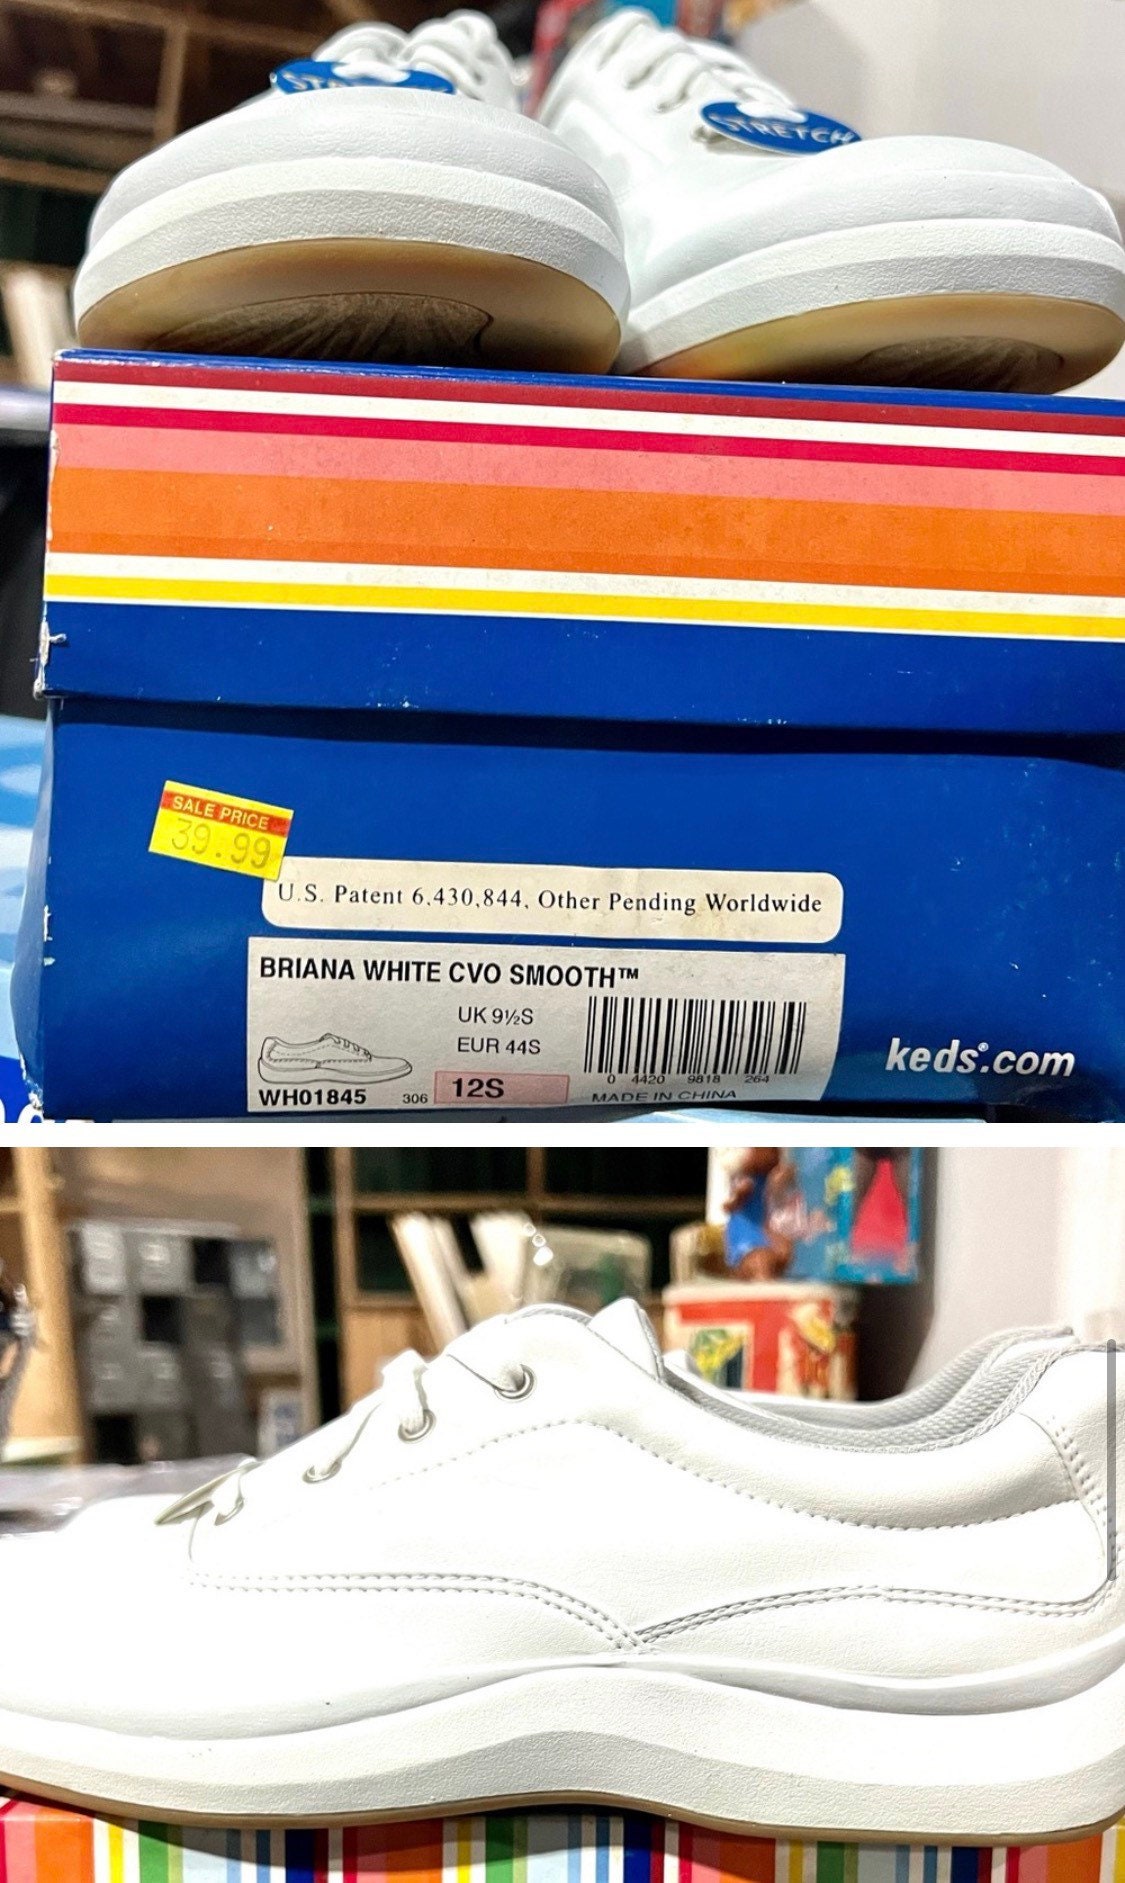 STRETCH
SALE PRICE
39.99
U.S. Patent 6,430,844, Other Pending Worldwide
BRIANA WHITE CVO SMOOTH™
UK 9½S
EUR 44S
WH01845
306
12S
0 4420 9818 264
MADE IN CHINA
keds®.com